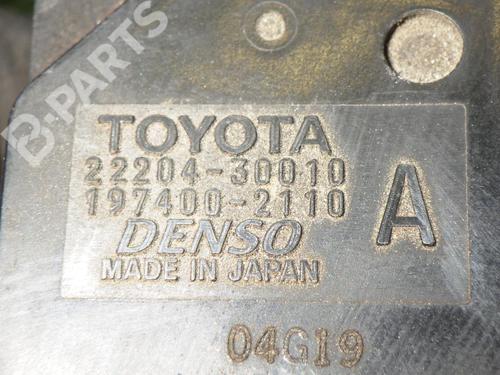 B-PARTS
TOYOTA
22204-30010
197400-2110
A
DENSO
MADE IN JAPAN
04G19